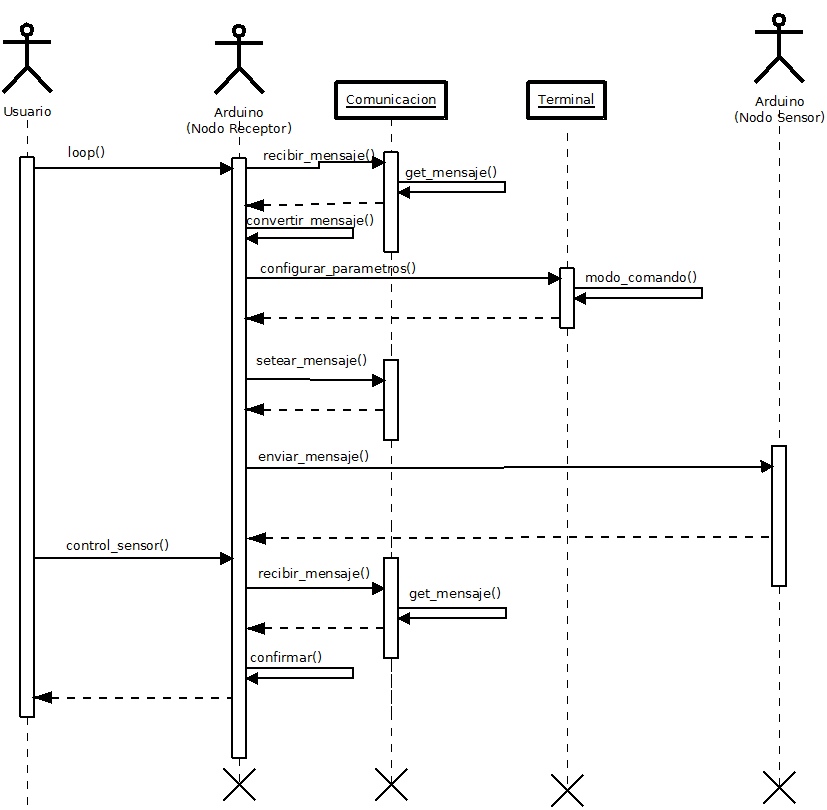 Usuario
Arduino
(Nodo Receptor)
Comunicacion
Terminal
Arduino
(Nodo Sensor)
loop()
recibir_mensaje()
get_mensaje()
convertir_mensaje()
configurar_parametros()
modo_comando()
setear_mensaje()
enviar_mensaje()
control_sensor()
recibir_mensaje()
get_mensaje()
confirmar()